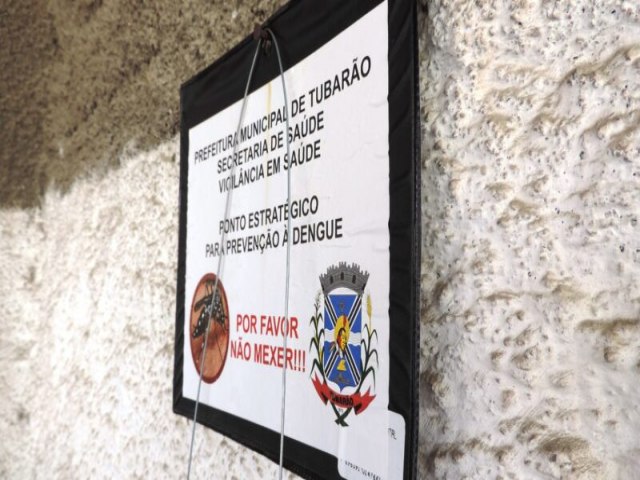 PREFEITURA MUNICIPAL DE TUBARÃO
SECRETARIA DE SAÚDE
VIGILÂNCIA EM SAÚDE
PONTO ESTRATÉGICO
PARA PREVENÇÃO À DENGUE
POR FAVOR
NÃO MEXER!!!
TUBARÃO